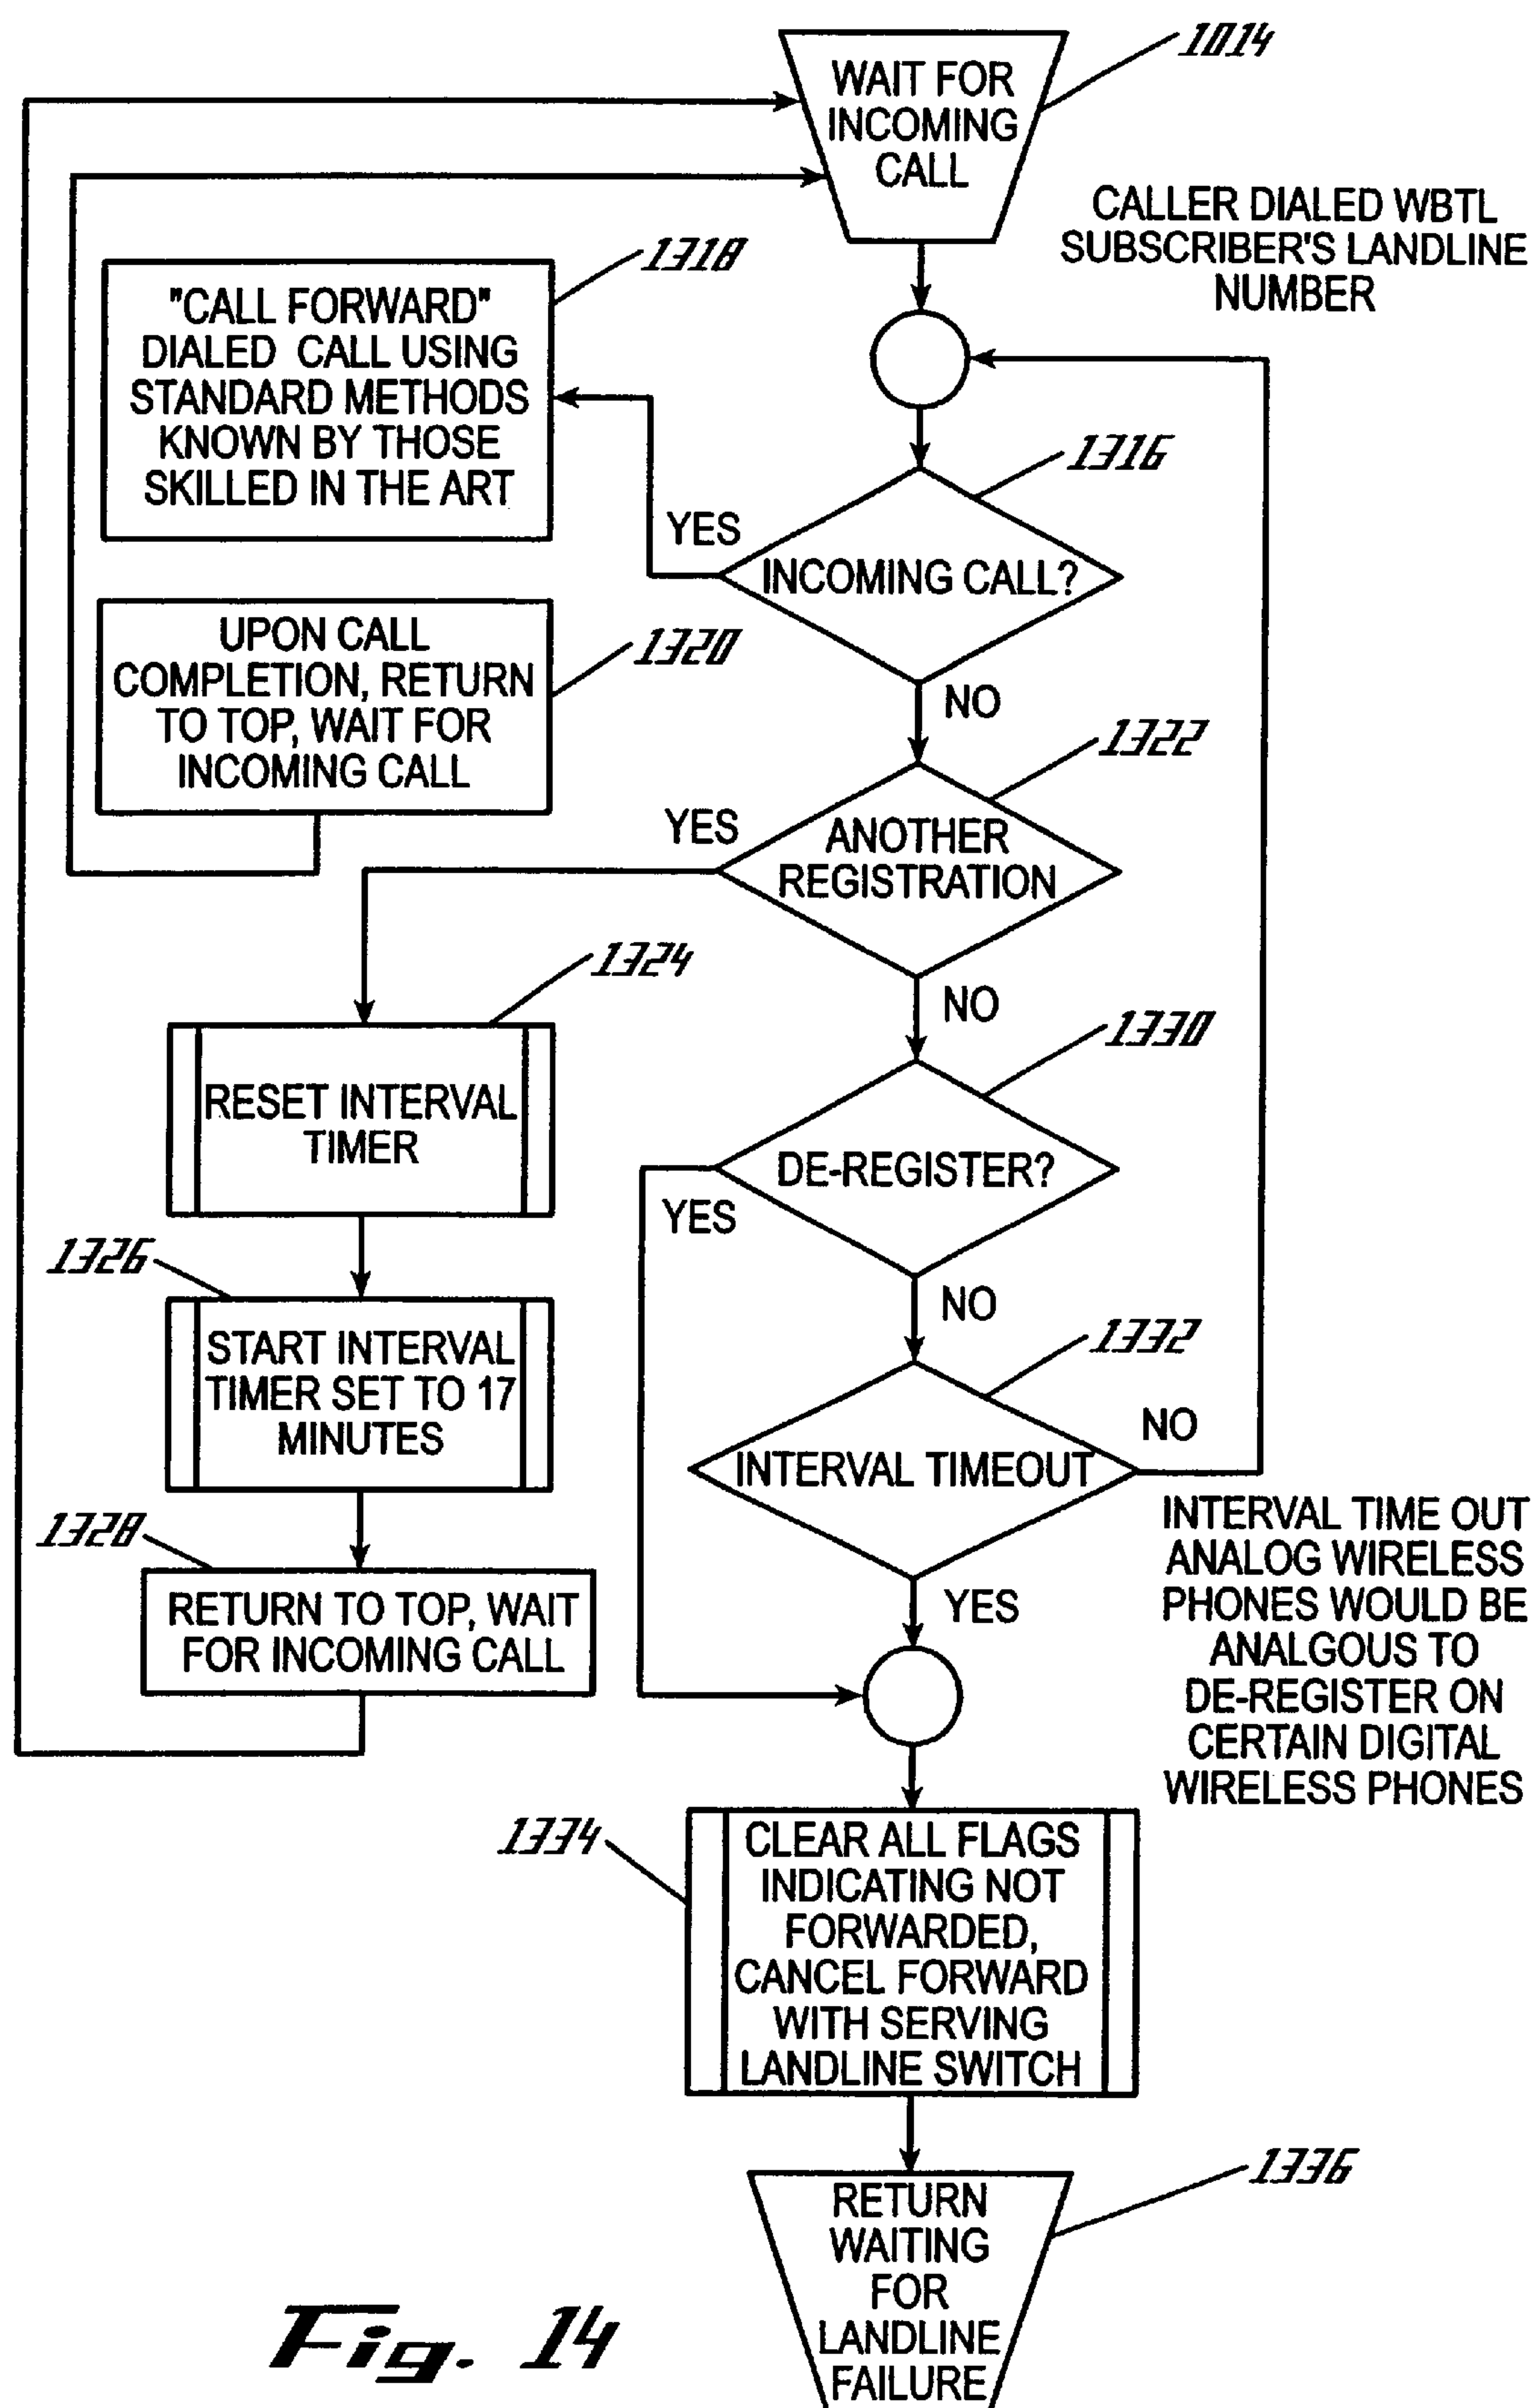 1014
WAIT FOR
INCOMING
CALL
CALLER DIALED WBTL
SUBSCRIBER'S LANDLINE
NUMBER
1318
"CALL FORWARD"
DIALED CALL USING
STANDARD METHODS
KNOWN BY THOSE
SKILLED IN THE ART
1316
YES
INCOMING CALL?
1320
UPON CALL
COMPLETION, RETURN
TO TOP, WAIT FOR
INCOMING CALL
NO
1322
YES
ANOTHER
REGISTRATION
1324
NO
1330
RESET INTERVAL
TIMER
DE-REGISTER?
YES
1326
NO
1332
START INTERVAL
TIMER SET TO 17
MINUTES
NO
INTERVAL TIMEOUT
1328
INTERVAL TIME OUT
ANALOG WIRELESS
PHONES WOULD BE
ANALGOUS TO
DE-REGISTER ON
CERTAIN DIGITAL
WIRELESS PHONES
RETURN TO TOP, WAIT
FOR INCOMING CALL
YES
1334
CLEAR ALL FLAGS
INDICATING NOT
FORWARDED,
CANCEL FORWARD
WITH SERVING
LANDLINE SWITCH
1336
RETURN
WAITING
FOR
LANDLINE
FAILURE
Fig. 14